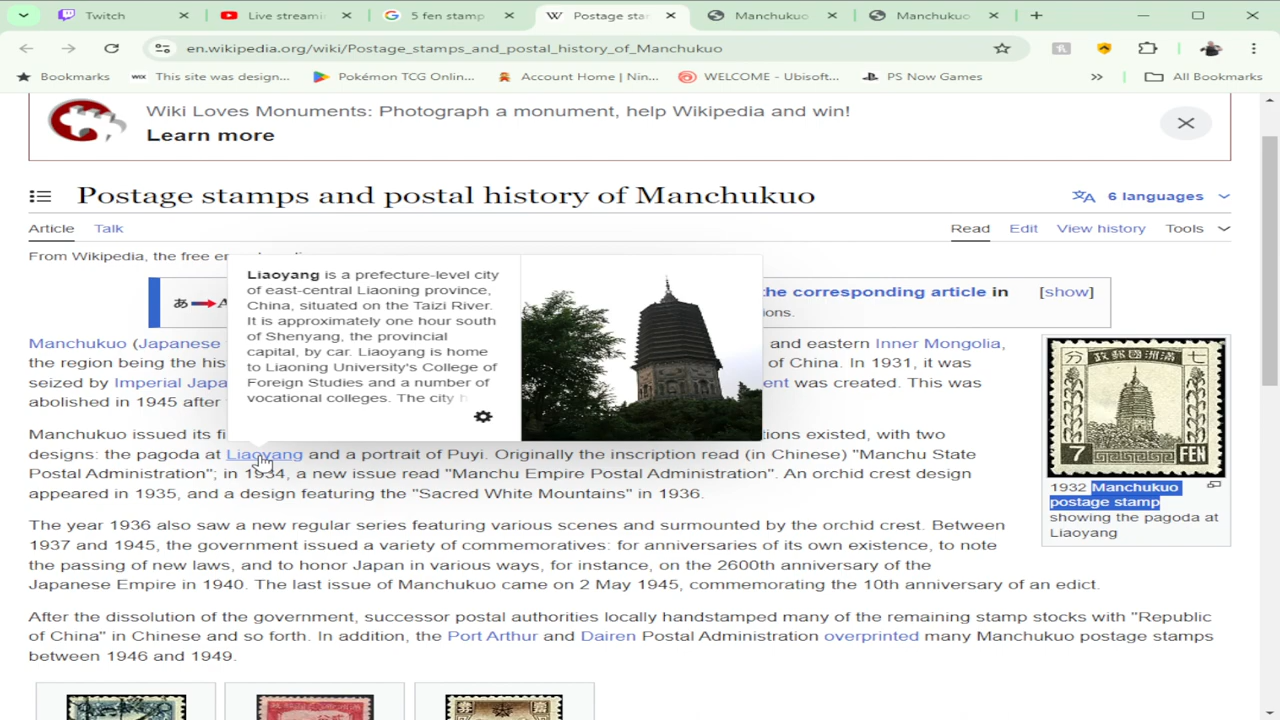 Twitch
Live streami
5 fen stamp
Postage sta
Manchukuo
Manchukuo
en.wikipedia.org/wiki/Postage_stamps_and_postal_history_of_Manchukuo
Bookmarks
WIX This site was design...
Pokémon TCG Onlin...
Account Home | Nin...
WELCOME - Ubisoft...
PS Now Games
All Bookmarks
Wiki Loves Monuments: Photograph a monument, help Wikipedia and win!
Learn more
Postage stamps and postal history of Manchukuo
6 languages
Article Talk
Read Edit View history Tools
From Wikipedia, the free en
あ A
the corresponding article in [show]
ons.
Liaoyang is a prefecture-level city
of east-central Liaoning province,
China, situated on the Taizi River.
It is approximately one hour south
of Shenyang, the provincial
capital, by car. Liaoyang is home
to Liaoning University's College of
Foreign Studies and a number of
vocational colleges. The city h
Manchukuo (Japanese and eastern Inner Mongolia,
the region being the his of China. In 1931, it was
seized by Imperial Japa ent was created. This was
abolished in 1945 after
Manchukuo issued its fi tions existed, with two
designs: the pagoda at Liaoyang and a portrait of Puyi. Originally the inscription read (in Chinese) "Manchu State
Postal Administration"; in 1934, a new issue read "Manchu Empire Postal Administration". An orchid crest design
appeared in 1935, and a design featuring the "Sacred White Mountains" in 1936.
The year 1936 also saw a new regular series featuring various scenes and surmounted by the orchid crest. Between
1937 and 1945, the government issued a variety of commemoratives: for anniversaries of its own existence, to note
the passing of new laws, and to honor Japan in various ways, for instance, on the 2600th anniversary of the
Japanese Empire in 1940. The last issue of Manchukuo came on 2 May 1945, commemorating the 10th anniversary of an edict.
After the dissolution of the government, successor postal authorities locally handstamped many of the remaining stamp stocks with "Republic
of China" in Chinese and so forth. In addition, the Port Arthur and Dairen Postal Administration overprinted many Manchukuo postage stamps
between 1946 and 1949.
分 政郵國洲滿 七
7 FEN
1932 Manchukuo
postage stamp
showing the pagoda at
Liaoyang